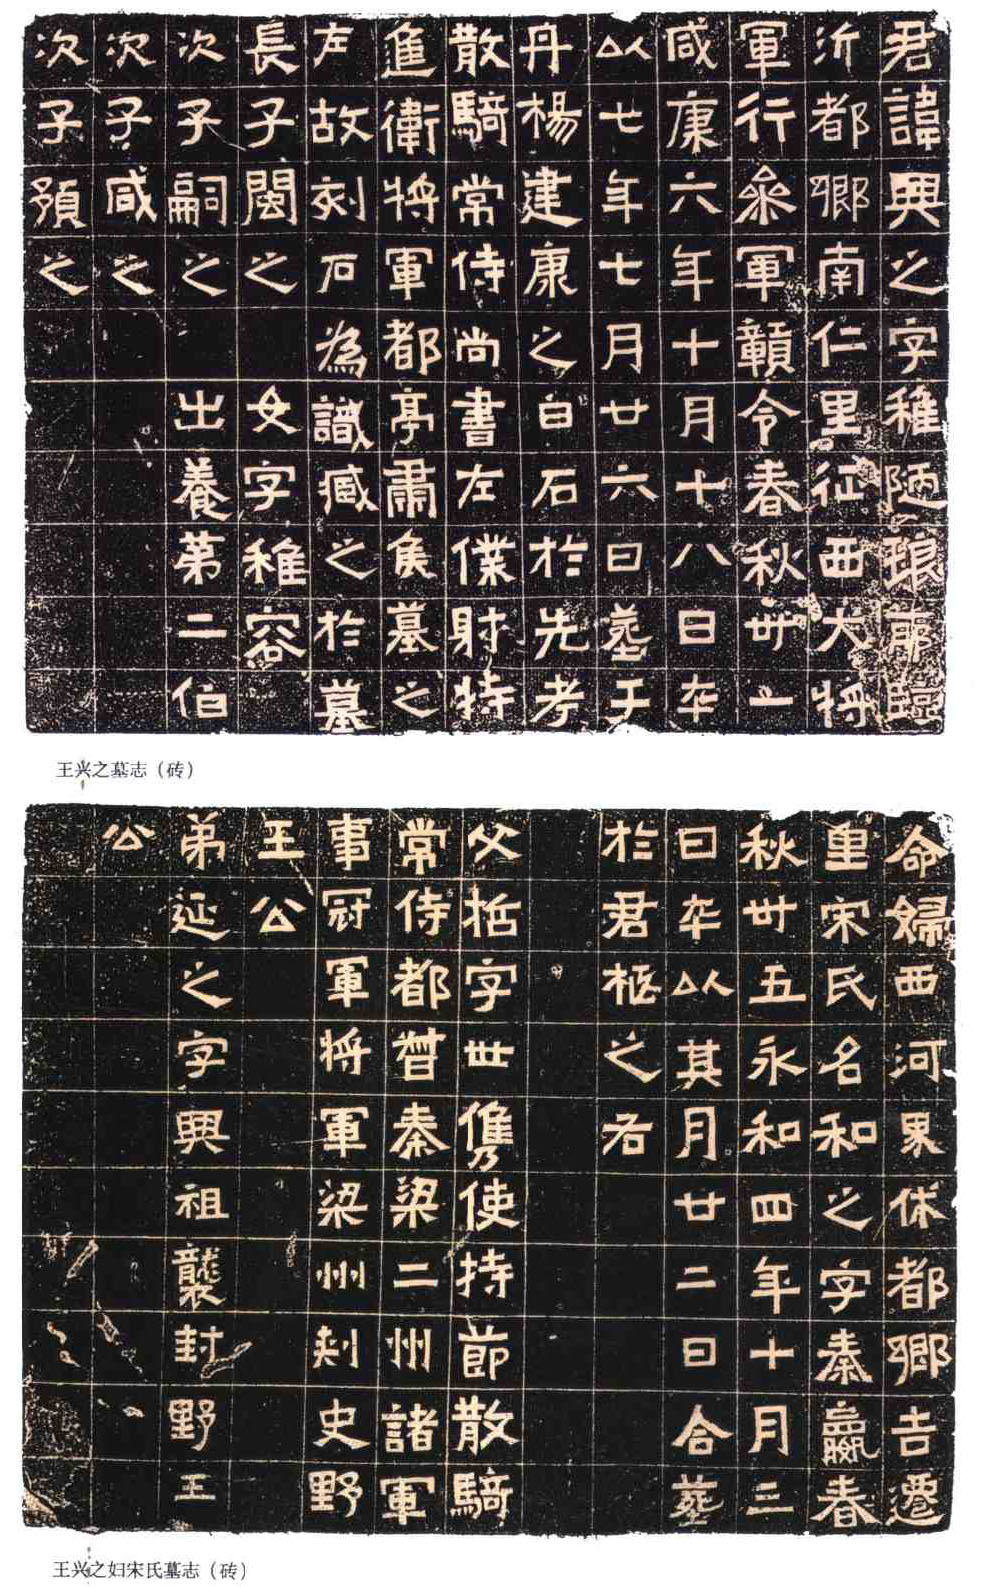 君諱興之字稚陋琅耶臨
沂都鄉南仁里征西大將
軍行參軍贛令春秋卅一
咸康六年十月十八日卒
以七年七月廿六日葬于
丹楊建康之白石於先考
散騎常侍尚書左僕射特
進衛將軍都亭肅侯墓之
左故刻石為識臧之於墓
長子閩之 女字稚容
次子嗣之 出養第二伯
次子咸之
次子預之
王兴之墓志（砖）
命婦西河界休都鄉吉遷
里宋氏名和之字秦嬴春
秋卅五永和四年十月三
日卒以其月廿二日合葬
於君柩之右
父哲字世儁使持節散騎
常侍都督秦梁二州諸軍
事冠軍將軍梁州刺史野
王公
弟延之字興祖襲封野王
公
王兴之妇宋氏墓志（砖）